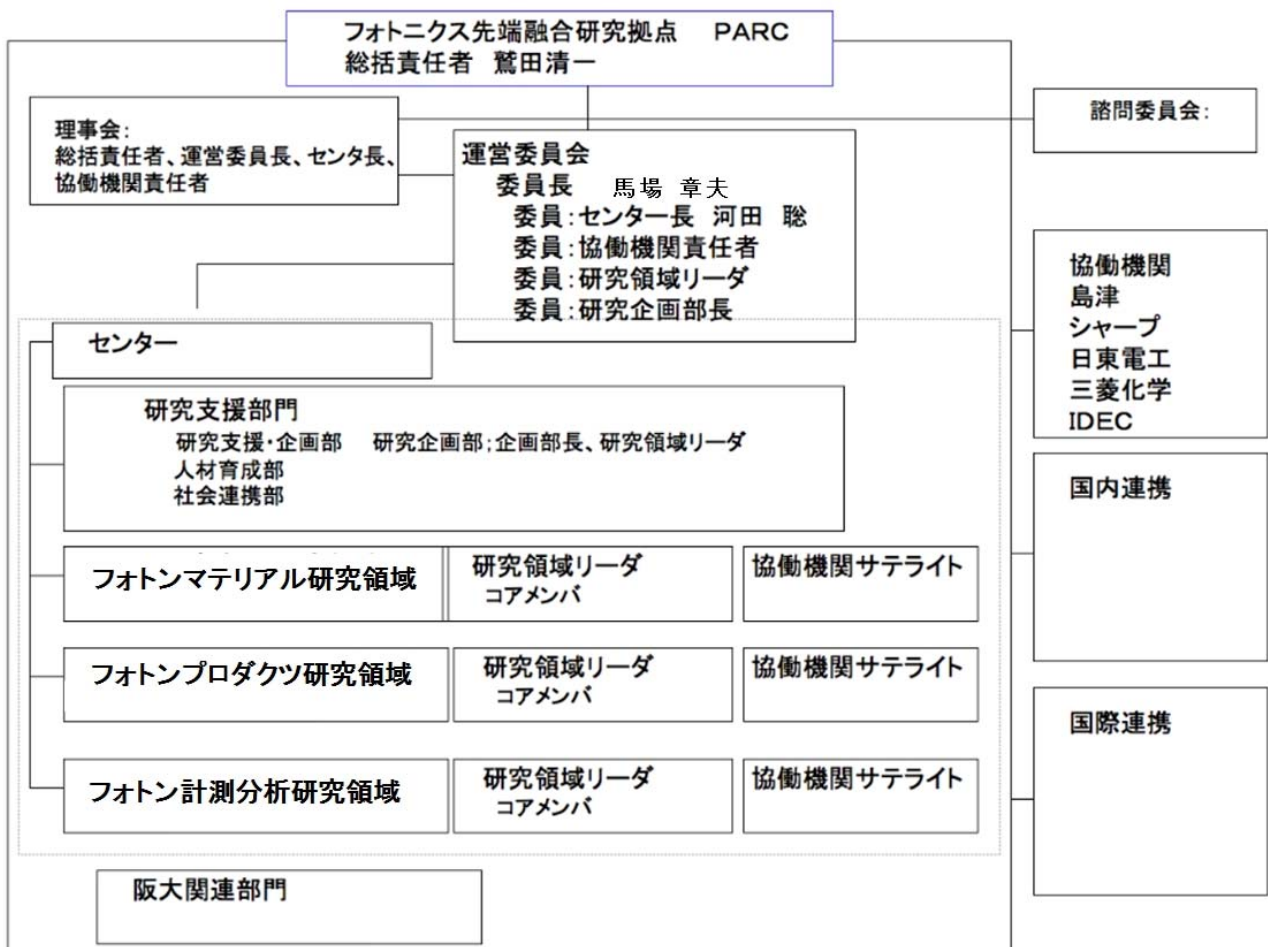 フォトニクス先端融合研究拠点　PARC
総括責任者　鷲田清一
理事会：
総括責任者、運営委員長、センタ長、
協働機関責任者
諮問委員会：
運営委員会
委員長　馬場 章夫
委員：センター長　河田　聡
委員：協働機関責任者
委員：研究領域リーダ
委員：研究企画部長
協働機関
島津
シャープ
日東電工
三菱化学
IDEC
センター
研究支援部門
研究支援・企画部　研究企画部；企画部長、研究領域リーダ
人材育成部
社会連携部
国内連携
フォトンマテリアル研究領域
研究領域リーダ
コアメンバ
協働機関サテライト
フォトンプロダクツ研究領域
研究領域リーダ
コアメンバ
協働機関サテライト
国際連携
フォトン計測分析研究領域
研究領域リーダ
コアメンバ
協働機関サテライト
阪大関連部門